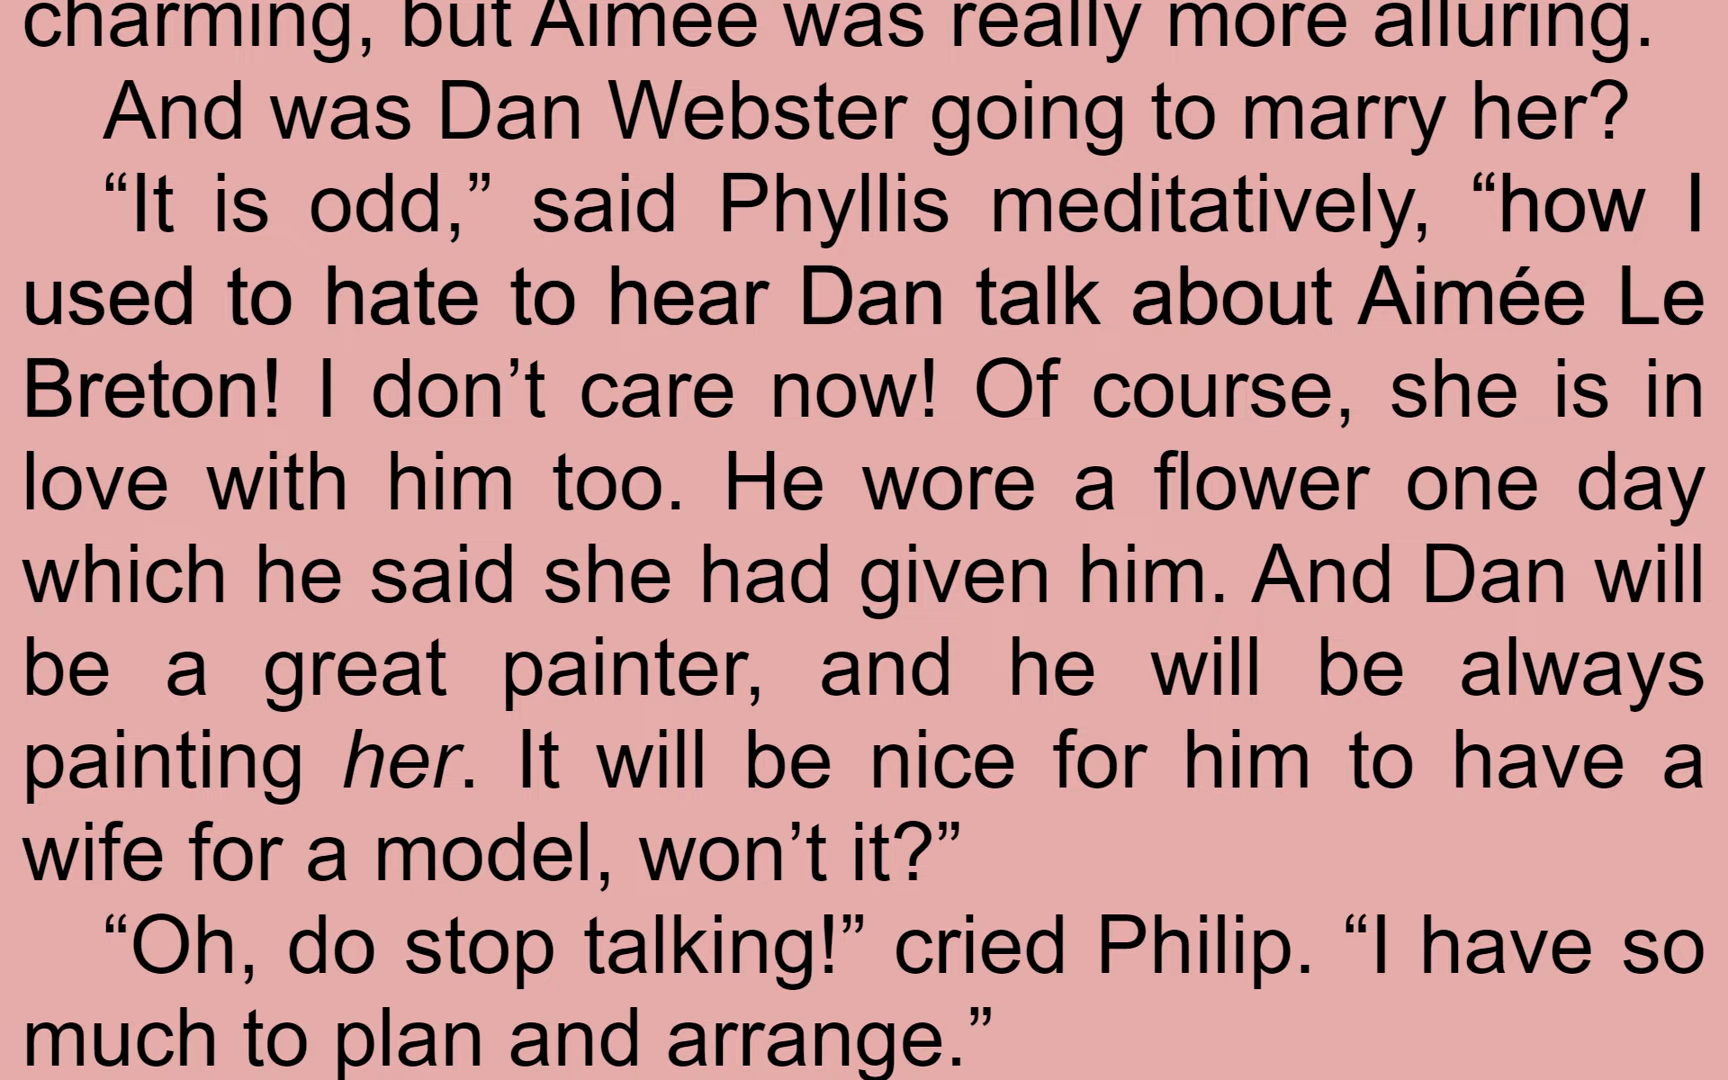 charming, but Aimée was really more alluring.
And was Dan Webster going to marry her?
“It is odd,” said Phyllis meditatively, “how I
used to hate to hear Dan talk about Aimée Le
Breton! I don’t care now! Of course, she is in
love with him too. He wore a flower one day
which he said she had given him. And Dan will
be a great painter, and he will be always
painting her. It will be nice for him to have a
wife for a model, won’t it?”
“Oh, do stop talking!” cried Philip. “I have so
much to plan and arrange.”